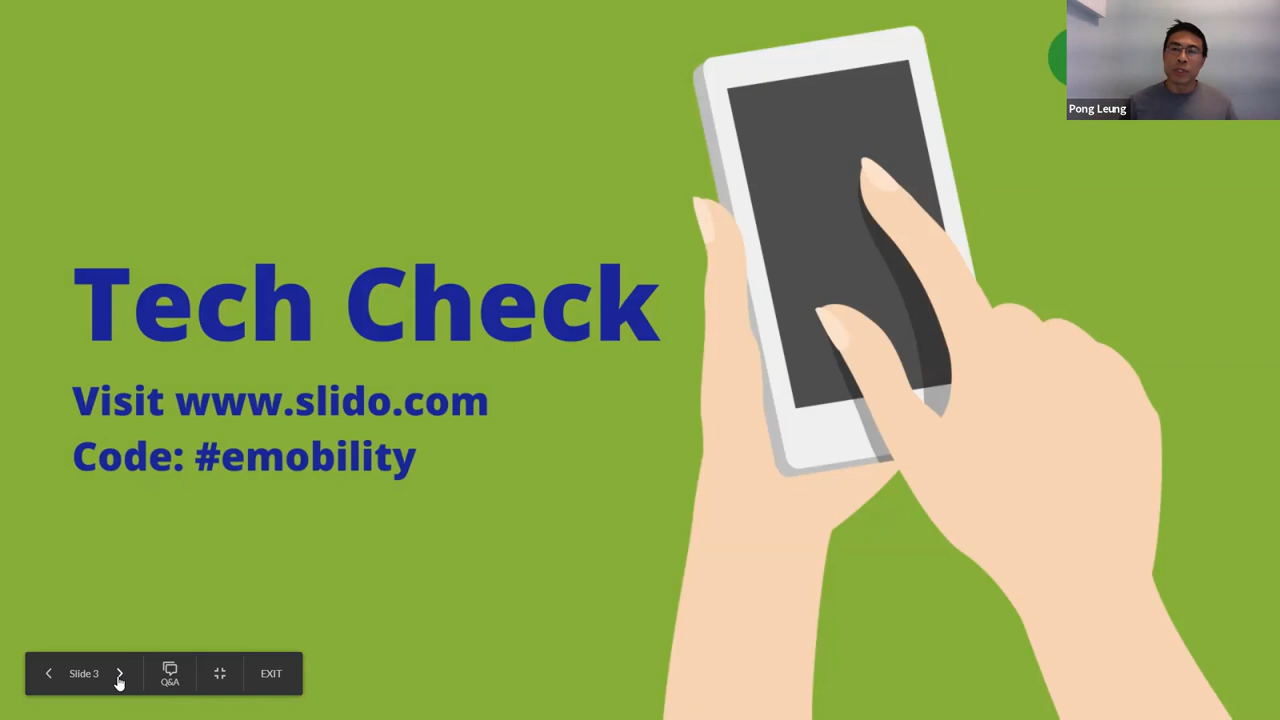 Pong Leung
Tech Check
Visit www.slido.com
Code: #emobility
Slide 3
Q&A
EXIT